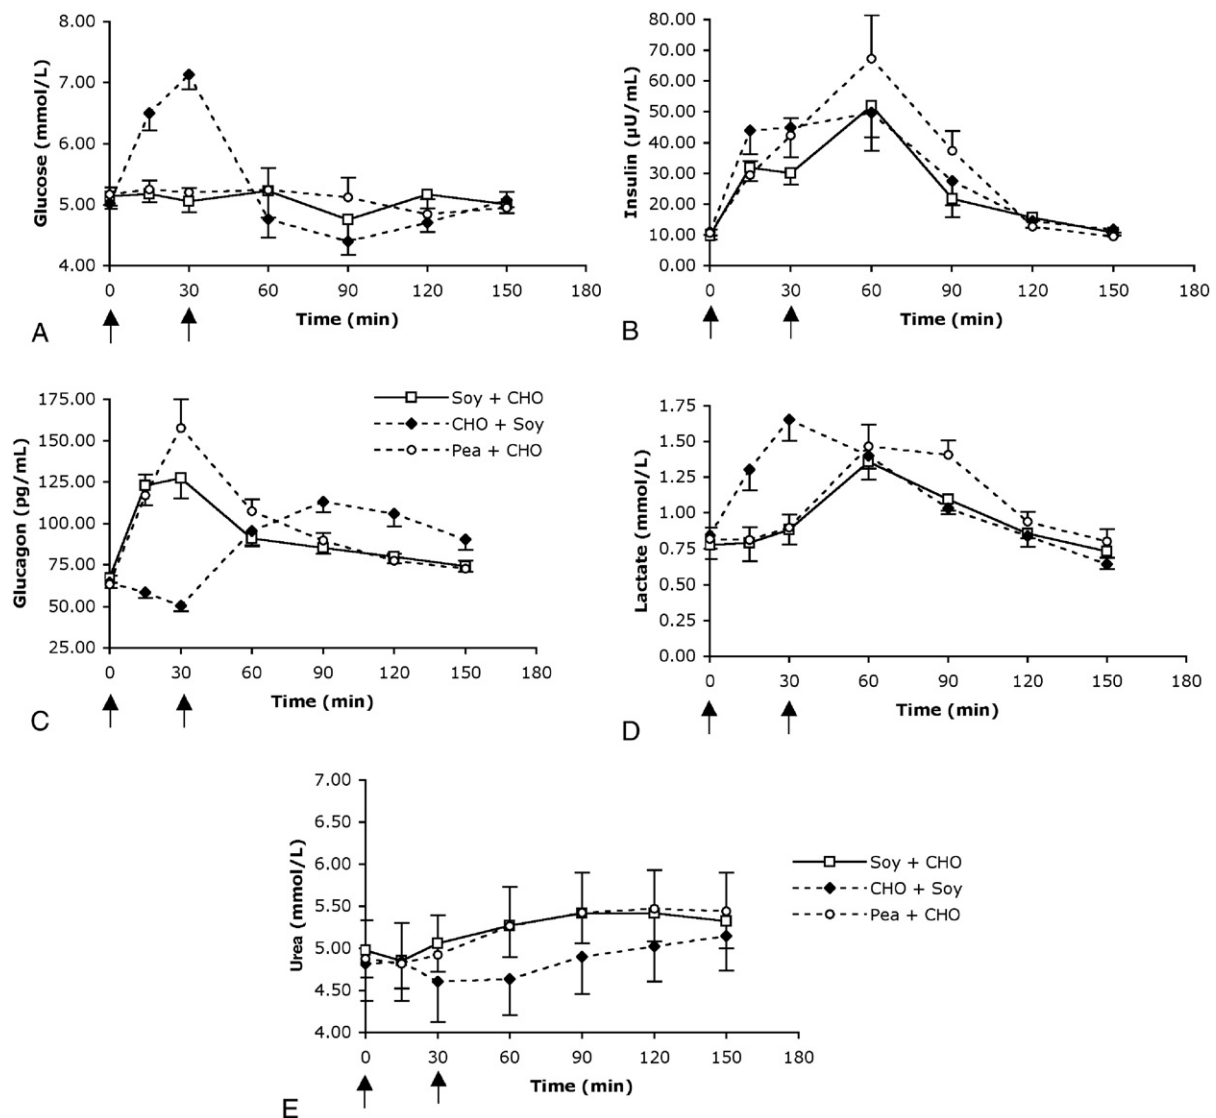 8.00
7.00
6.00
5.00
4.00
Glucose (mmol/L)
0 30 60 90 120 150 180
Time (min)
A
80.00
70.00
60.00
50.00
40.00
30.00
20.00
10.00
0.00
Insulin (µU/mL)
0 30 60 90 120 150 180
Time (min)
B
175.00
150.00
125.00
100.00
75.00
50.00
25.00
Glucagon (pg/mL)
Soy + CHO
CHO + Soy
Pea + CHO
0 30 60 90 120 150 180
Time (min)
C
1.75
1.50
1.25
1.00
0.75
0.50
0.25
0.00
Lactate (mmol/L)
0 30 60 90 120 150 180
Time (min)
D
7.00
6.50
6.00
5.50
5.00
4.50
4.00
Urea (mmol/L)
Soy + CHO
CHO + Soy
Pea + CHO
0 30 60 90 120 150 180
Time (min)
E